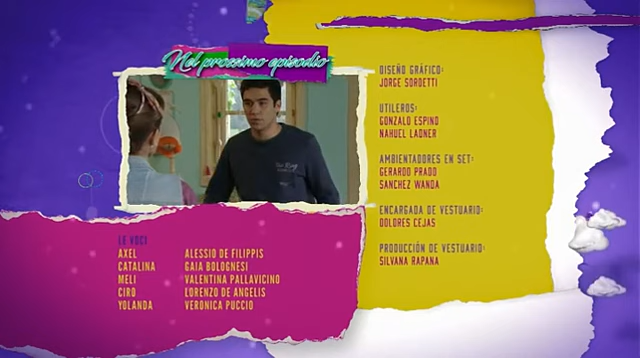 Nel prossimo episodio
DISEÑO GRÁFICO:
JORGE SORDETTI
UTILEROS:
GONZALO ESPINO
NAHUEL LADNER
AMBIENTADORES EN SET:
GERARDO PRADO
SANCHEZ WANDA
ENCARGADA DE VESTUARIO:
DOLORES CEJAS
PRODUCCIÓN DE VESTUARIO:
SILVANA RAPANA
LE VOCI
AXEL ALESSIO DE FILIPPIS
CATALINA GAIA BOLOGNESI
MELI VALENTINA PALLAVICINO
CIRO LORENZO DE ANGELIS
YOLANDA VERONICA PUCCIO